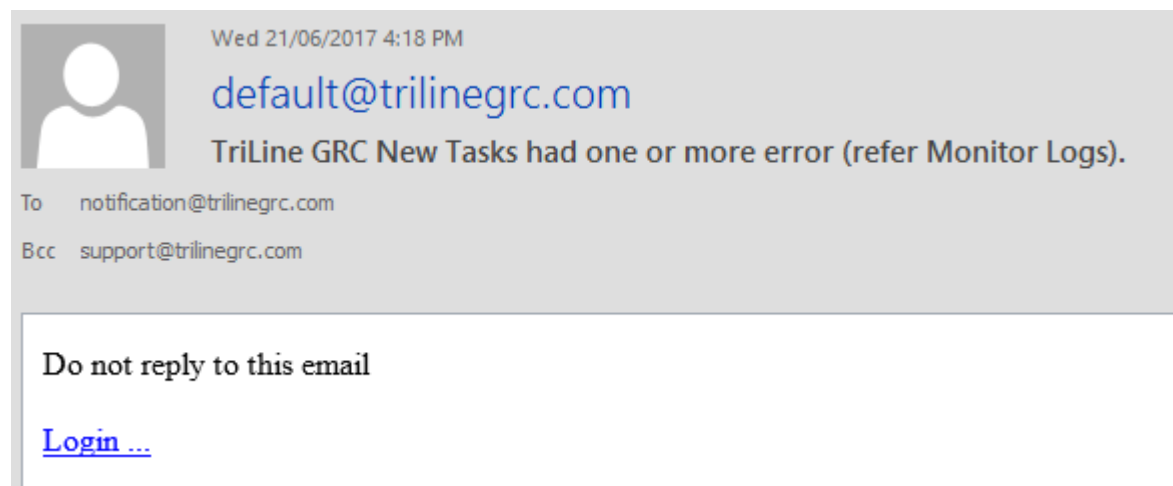 Wed 21/06/2017 4:18 PM
default@trilinegrc.com
TriLine GRC New Tasks had one or more error (refer Monitor Logs).
To notification@trilinegrc.com
Bcc support@trilinegrc.com
Do not reply to this email
Login ...